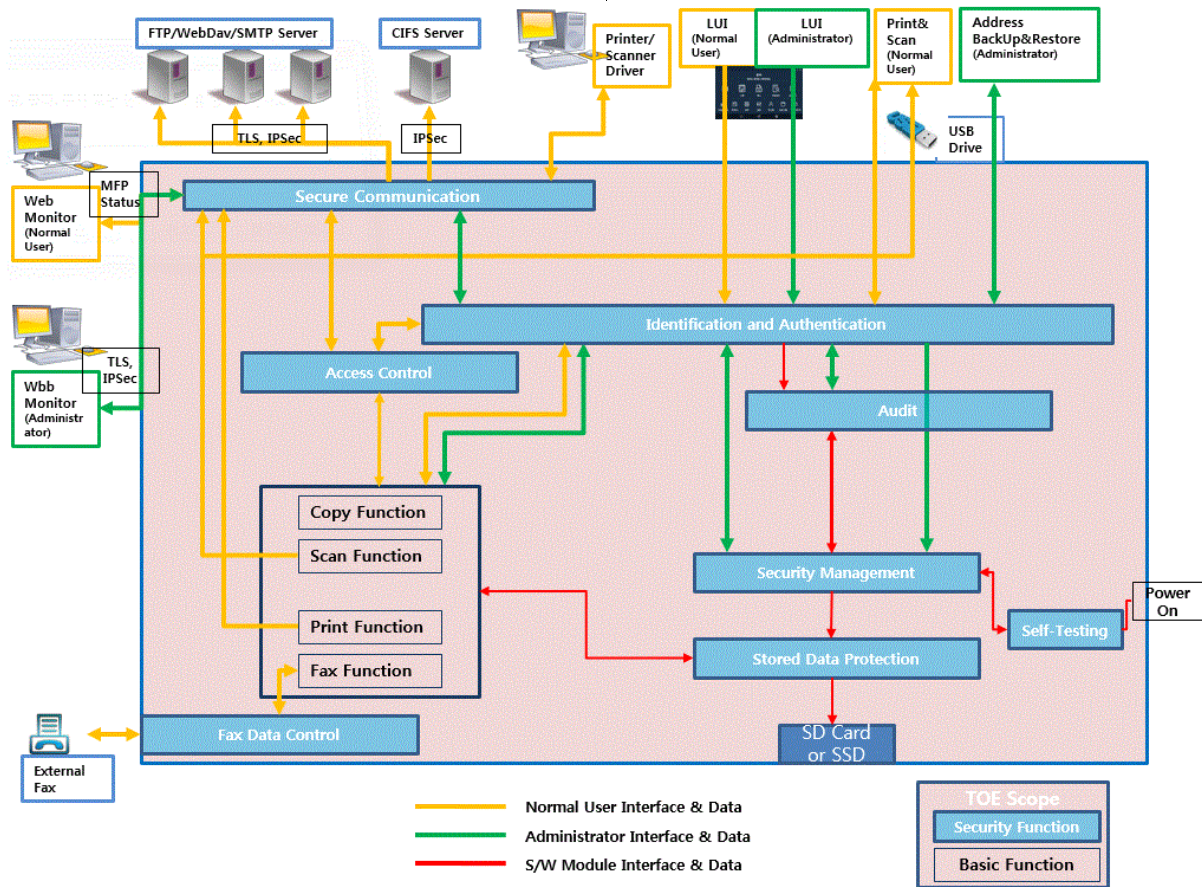 FTP/WebDav/SMTP Server
CIFS Server
Printer/
Scanner
Driver
LUI
(Normal
User)
LUI
(Administrator)
Print&
Scan
(Normal
User)
Address
BackUp&Restore
(Administrator)
TLS, IPSec
IPSec
USB
Drive
MFP
Status
Web
Monitor
(Normal
User)
Secure Communication
Identification and Authentication
TLS,
IPSec
Wbb
Monitor
(Administr
ator)
Access Control
Audit
Copy Function
Scan Function
Print Function
Fax Function
Security Management
Power
On
Self-Testing
Stored Data Protection
Fax Data Control
SD Card
or SSD
External
Fax
Normal User Interface & Data
Administrator Interface & Data
S/W Module Interface & Data
TOE Scope
Security Function
Basic Function